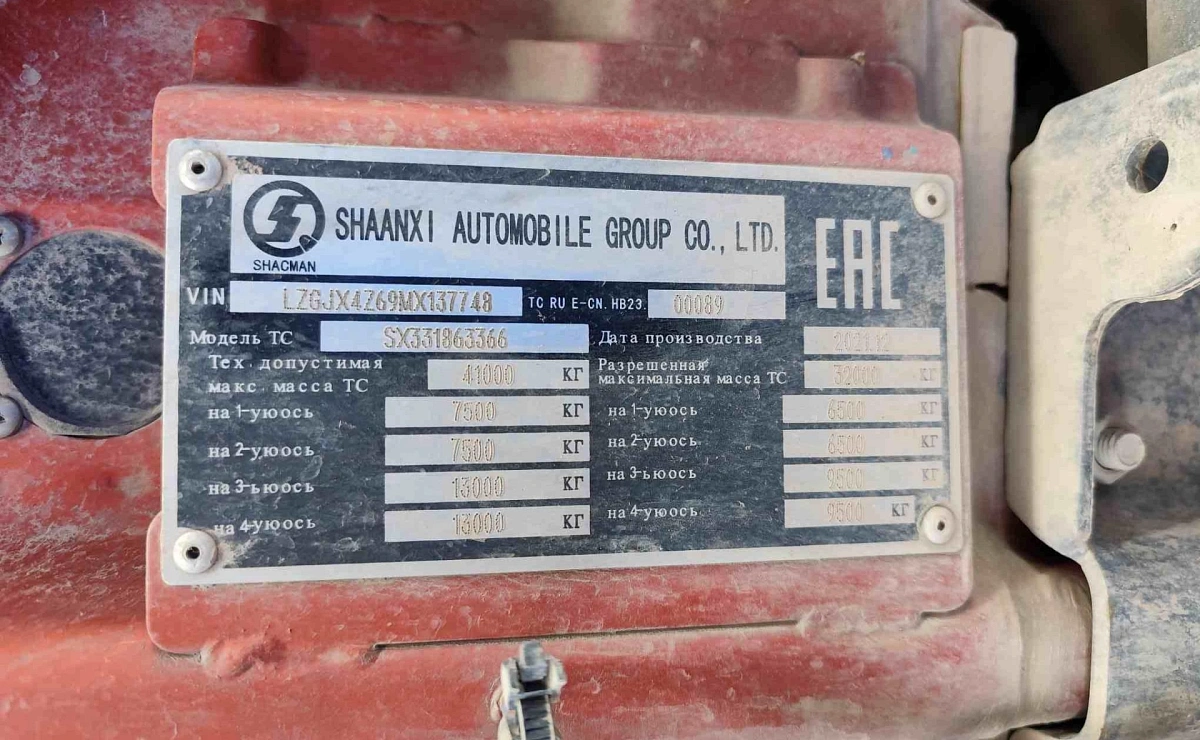 SHAANXI AUTOMOBILE GROUP CO., LTD.
SHACMAN
EAC
VIN LZGJX4Z69MX137748 TC RU E-CN.HB23. 00089
Модель ТС SX331863366 Дата производства 2021.12
Тех. допустимая макс. масса ТС 41000 КГ Разрешенная максимальная масса ТС 32000 КГ
на 1-уюось 7500 КГ на 1-уюось 6500 КГ
на 2-уюось 7500 КГ на 2-уюось 6500 КГ
на 3-ьюось 13000 КГ на 3-ьюось 9500 КГ
на 4-уюось 13000 КГ на 4-уюось 9500 КГ